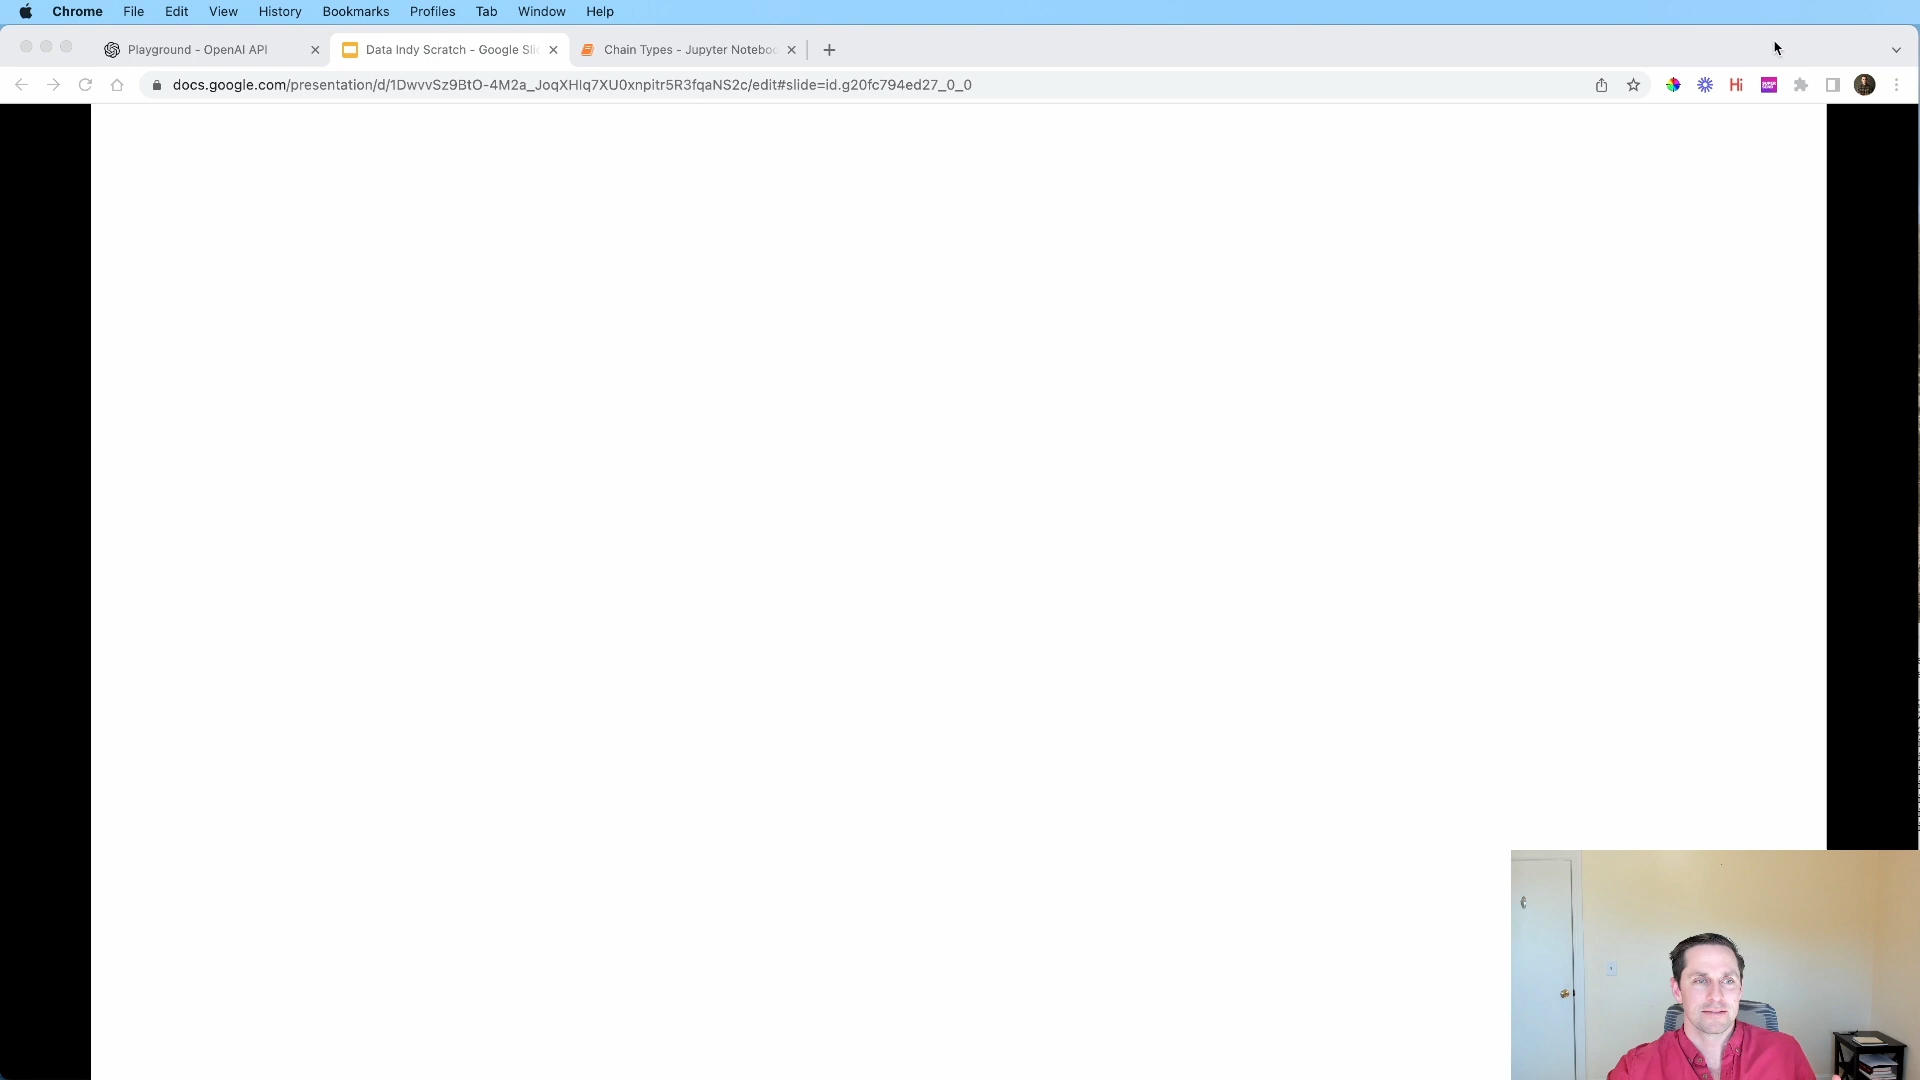 Chrome File Edit View History Bookmarks Profiles Tab Window Help
Playground - OpenAI API
Data Indy Scratch - Google Sli
Chain Types - Jupyter Noteboo
docs.google.com/presentation/d/1DwvvSz9BtO-4M2a_JoqXHIq7XU0xnpitr5R3fqaNS2c/edit#slide=id.g20fc794ed27_0_0
Hi